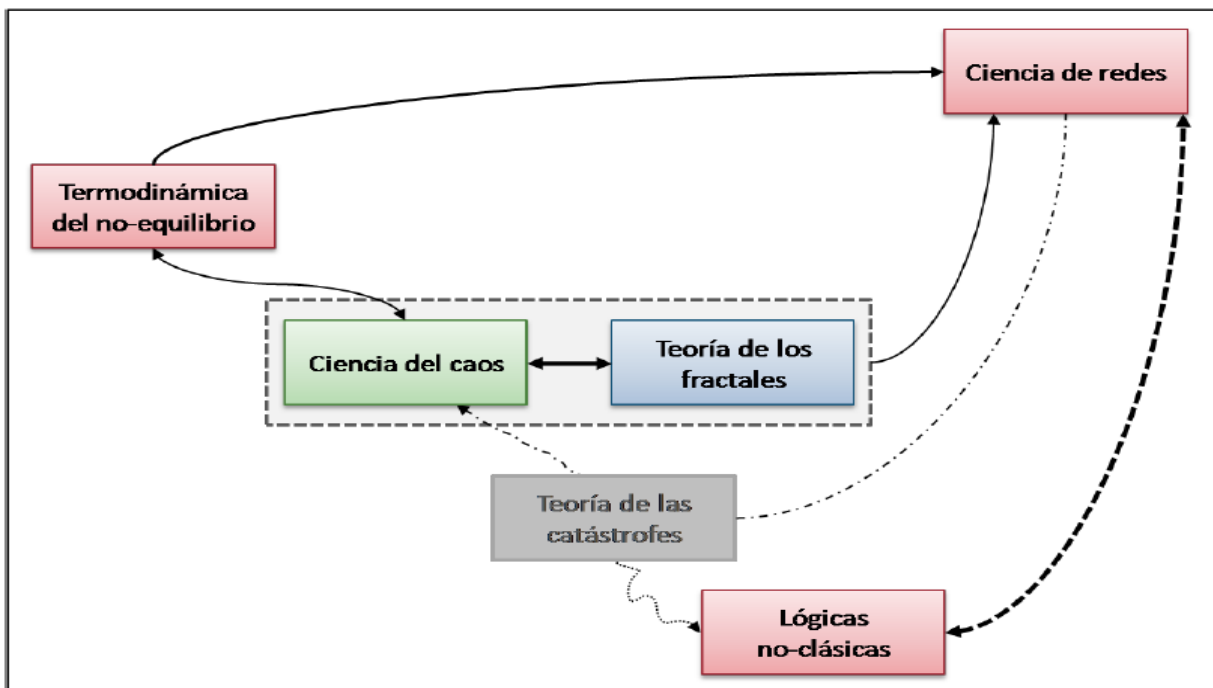 Ciencia de redes
Termodinámica
del no-equilibrio
Ciencia del caos
Teoría de los
fractales
Teoría de las
catástrofes
Lógicas
no-clásicas